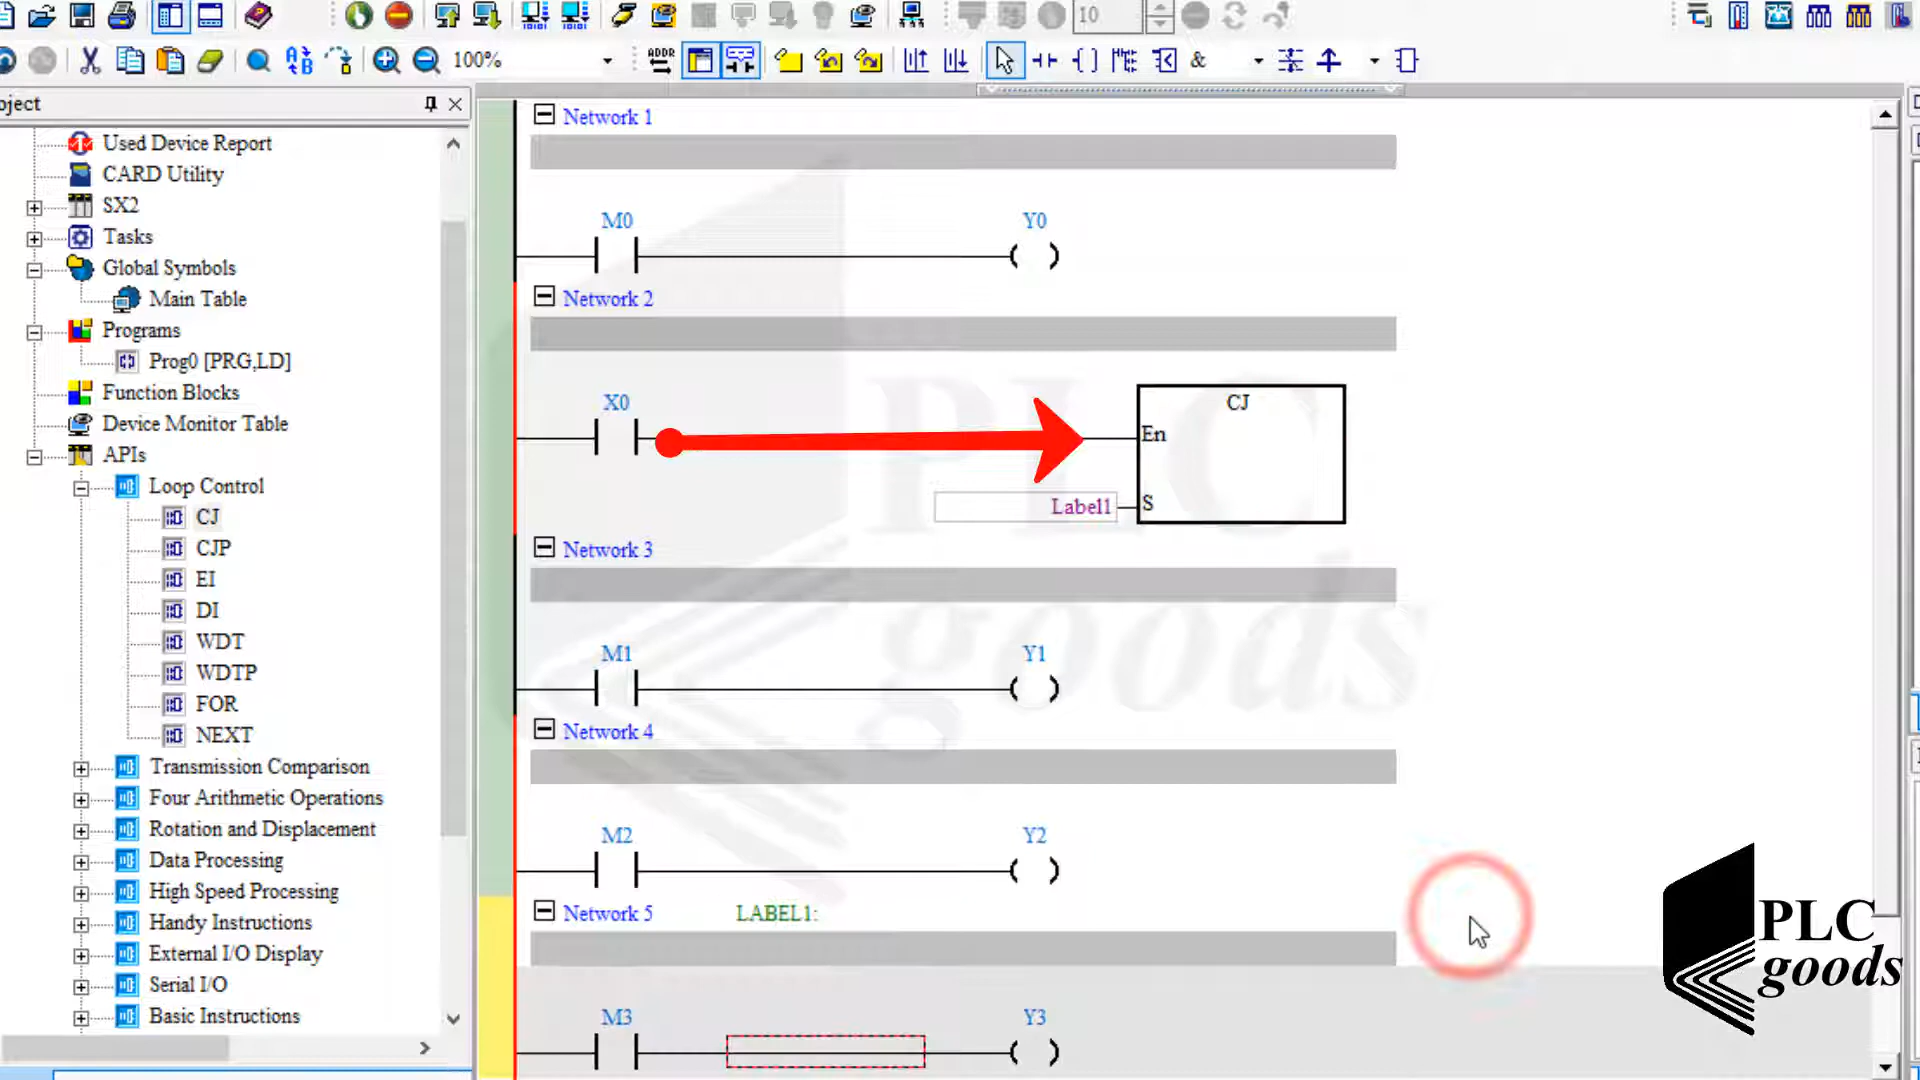 10
100%
ADDR
&
oject
Used Device Report
CARD Utility
SX2
Tasks
Global Symbols
Main Table
Programs
Prog0 [PRG,LD]
Function Blocks
Device Monitor Table
APIs
Loop Control
CJ
CJP
EI
DI
WDT
WDTP
FOR
NEXT
Transmission Comparison
Four Arithmetic Operations
Rotation and Displacement
Data Processing
High Speed Processing
Handy Instructions
External I/O Display
Serial I/O
Basic Instructions
Network 1
M0 Y0
Network 2
X0 CJ
En
Label1 S
Network 3
M1 Y1
Network 4
M2 Y2
Network 5 LABEL1:
M3 Y3
PLC
goods
PLC
goods